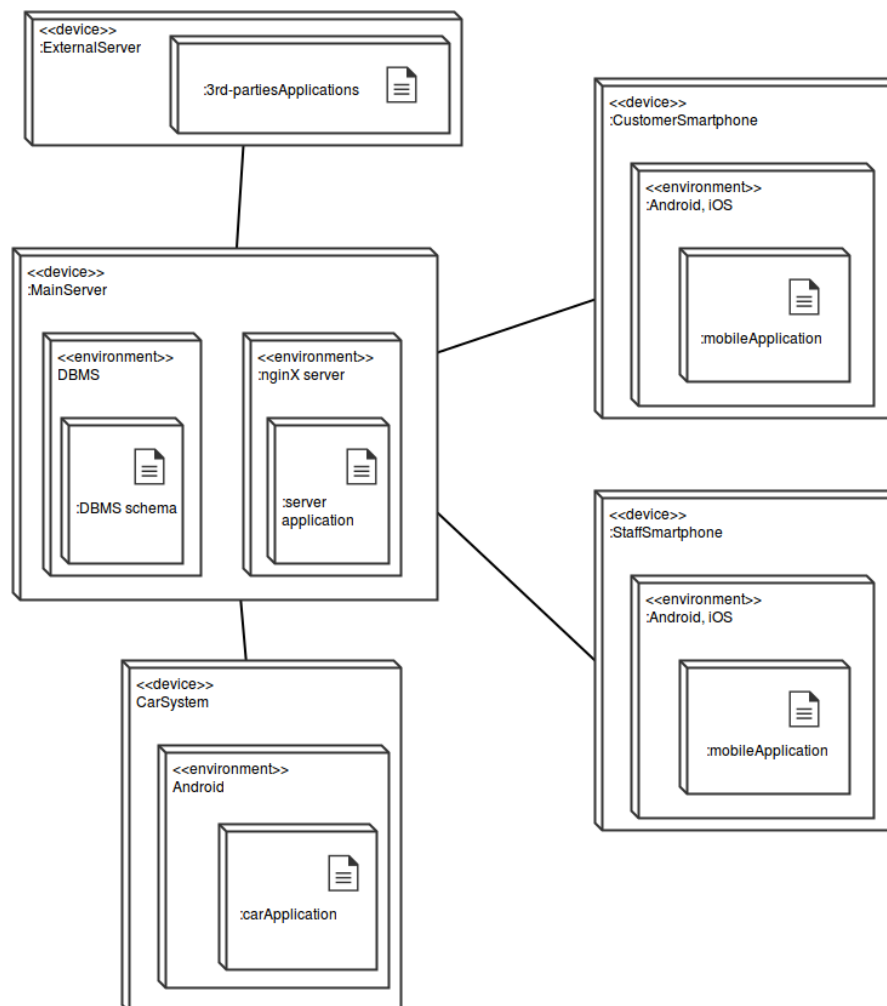 <<device>>
:ExternalServer
:3rd-partiesApplications
<<device>>
:CustomerSmartphone
<<environment>>
:Android, iOS
:mobileApplication
<<device>>
:MainServer
<<environment>>
DBMS
:DBMS schema
<<environment>>
:nginX server
:server
application
<<device>>
:StaffSmartphone
<<environment>>
:Android, iOS
:mobileApplication
<<device>>
CarSystem
<<environment>>
Android
:carApplication